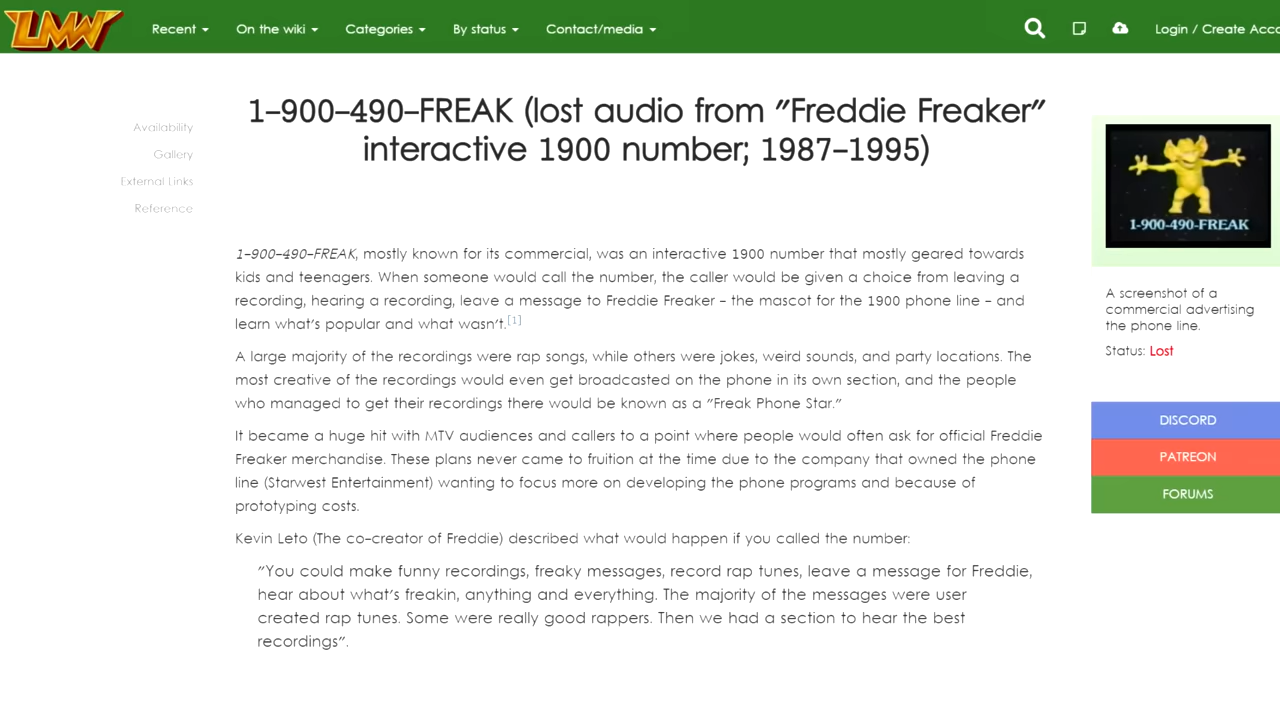 LMW
Recent
On the wiki
Categories
By status
Contact/media
Login / Create Acco
1-900-490-FREAK (lost audio from "Freddie Freaker"
interactive 1900 number; 1987-1995)
Availability
Gallery
External Links
Reference
1-900-490-FREAK, mostly known for its commercial, was an interactive 1900 number that mostly geared towards
kids and teenagers. When someone would call the number, the caller would be given a choice from leaving a
recording, hearing a recording, leave a message to Freddie Freaker - the mascot for the 1900 phone line - and
learn what's popular and what wasn't.[1]
A large majority of the recordings were rap songs, while others were jokes, weird sounds, and party locations. The
most creative of the recordings would even get broadcasted on the phone in its own section, and the people
who managed to get their recordings there would be known as a "Freak Phone Star."
It became a huge hit with MTV audiences and callers to a point where people would often ask for official Freddie
Freaker merchandise. These plans never came to fruition at the time due to the company that owned the phone
line (Starwest Entertainment) wanting to focus more on developing the phone programs and because of
prototyping costs.
Kevin Leto (The co-creator of Freddie) described what would happen if you called the number:
"You could make funny recordings, freaky messages, record rap tunes, leave a message for Freddie,
hear about what's freakin, anything and everything. The majority of the messages were user
created rap tunes. Some were really good rappers. Then we had a section to hear the best
recordings".
1-900-490-FREAK
A screenshot of a
commercial advertising
the phone line.
Status: Lost
DISCORD
PATREON
FORUMS